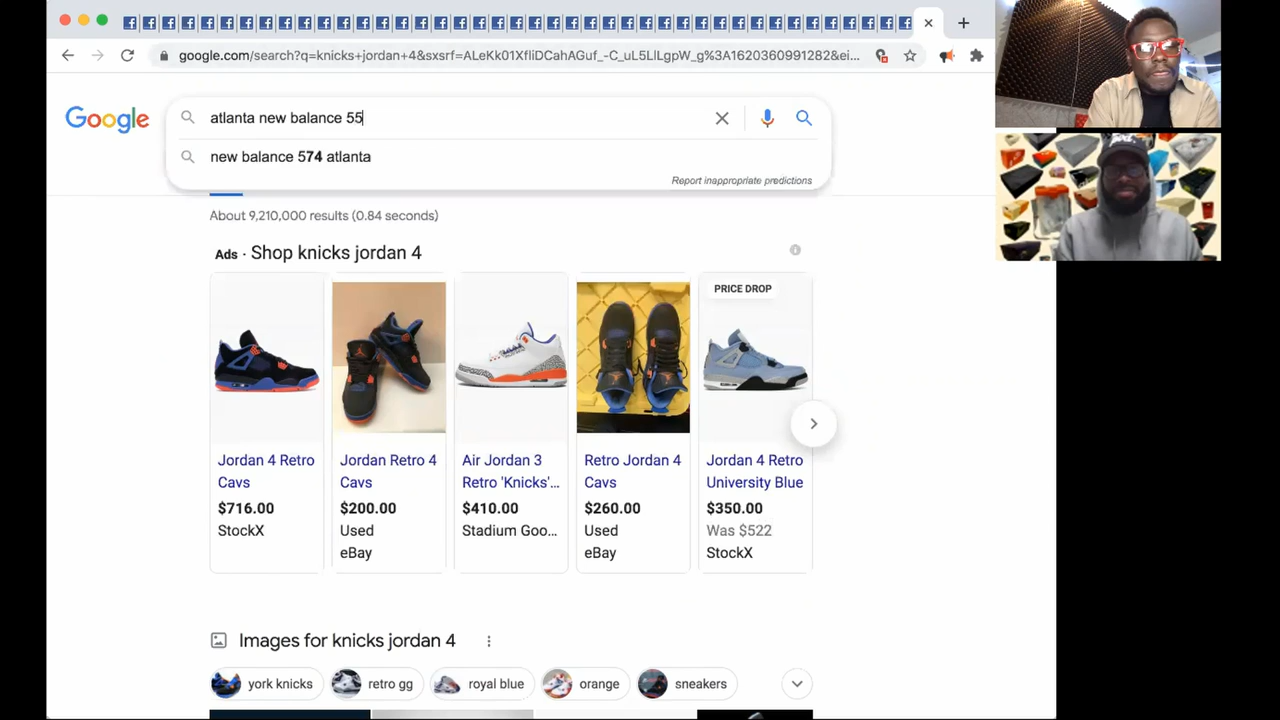 google.com/search?q=knicks+jordan+4&sxsrf=ALeKk01XfIiDCahAGuf_-C_uL5LlLgpW_g%3A1620360991282&ei...
Google
atlanta new balance 55
new balance 574 atlanta
Report inappropriate predictions
About 9,210,000 results (0.84 seconds)
Ads · Shop knicks jordan 4
PRICE DROP
Jordan 4 Retro Cavs
$716.00
StockX
Jordan Retro 4 Cavs
$200.00
Used
eBay
Air Jordan 3 Retro 'Knicks'...
$410.00
Stadium Goo...
Retro Jordan 4 Cavs
$260.00
Used
eBay
Jordan 4 Retro University Blue
$350.00
Was $522
StockX
Images for knicks jordan 4
york knicks
retro gg
royal blue
orange
sneakers